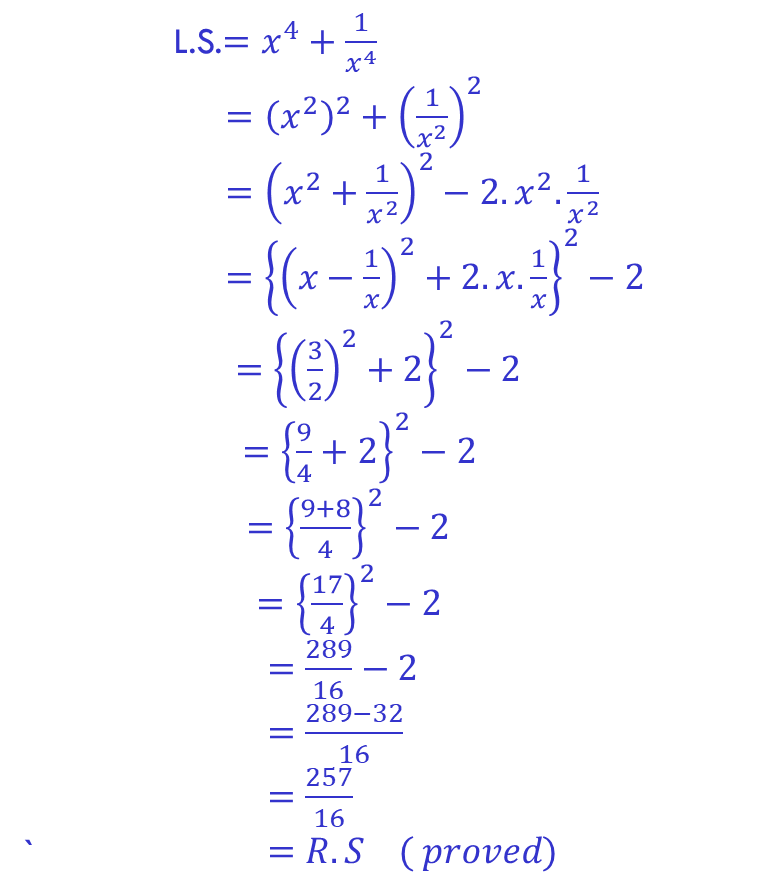 L.S.= x⁴ + 1/x⁴
= (x²)² + (1/x²)²
= (x² + 1/x²)² − 2. x². 1/x²
= {(x − 1/x)² + 2. x. 1/x}² − 2
= {(3/2)² + 2}² − 2
= {9/4 + 2}² − 2
= {(9+8)/4}² − 2
= {17/4}² − 2
= 289/16 − 2
= (289−32)/16
= 257/16
` = R. S ( proved)